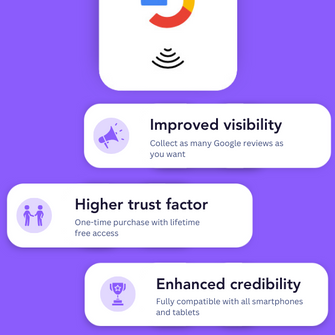 Improved visibility
Collect as many Google reviews as
you want
Higher trust factor
One-time purchase with lifetime
free access
Enhanced credibility
Fully compatible with all smartphones
and tablets